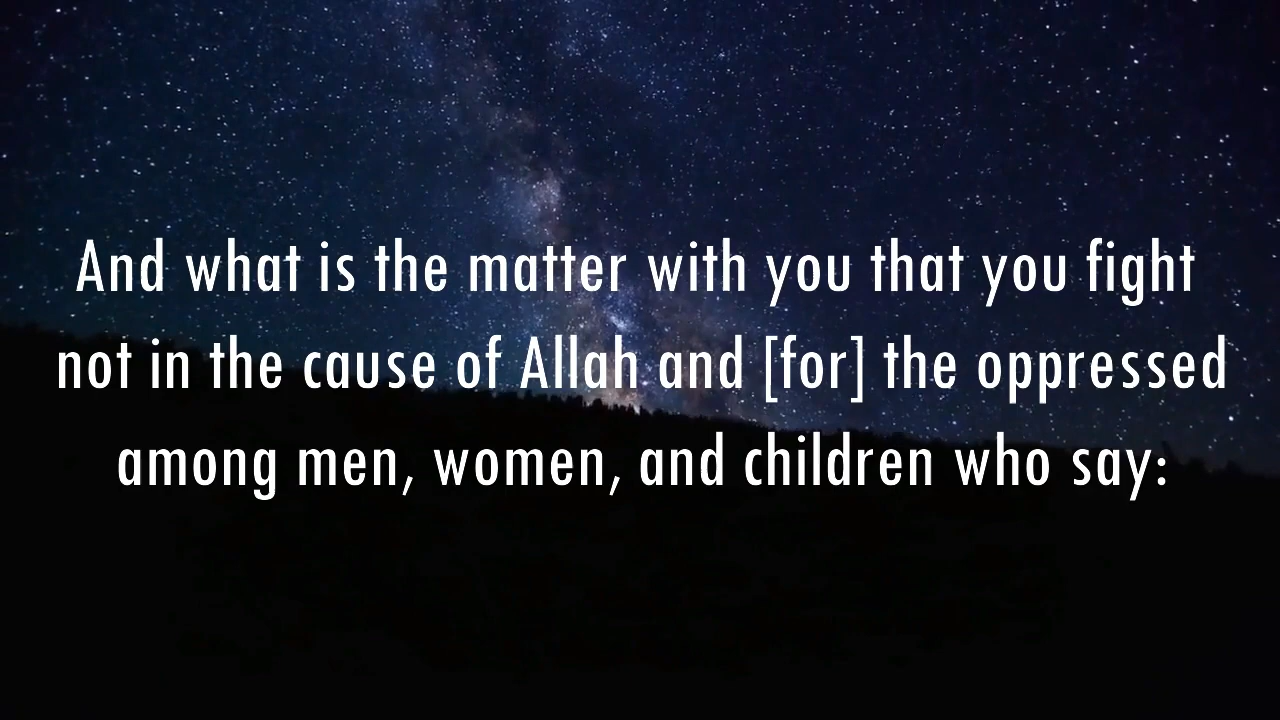 And what is the matter with you that you fight
not in the cause of Allah and [for] the oppressed
among men, women, and children who say: